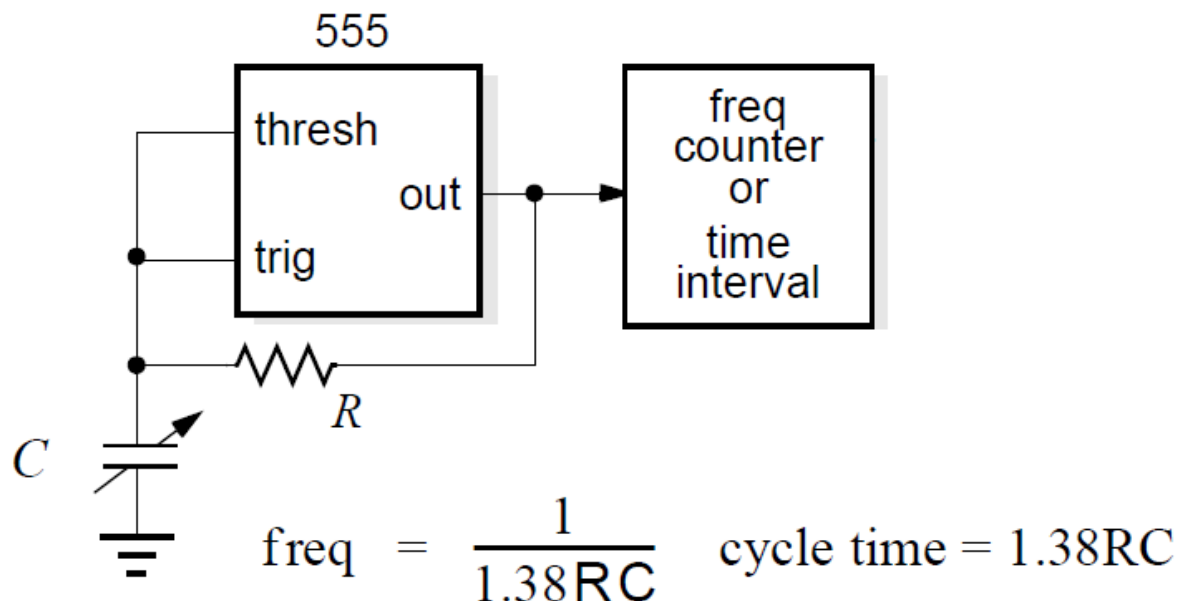 555
thresh
trig
out
freq
counter
or
time
interval
R
C
freq = 1/1.38RC cycle time = 1.38RC